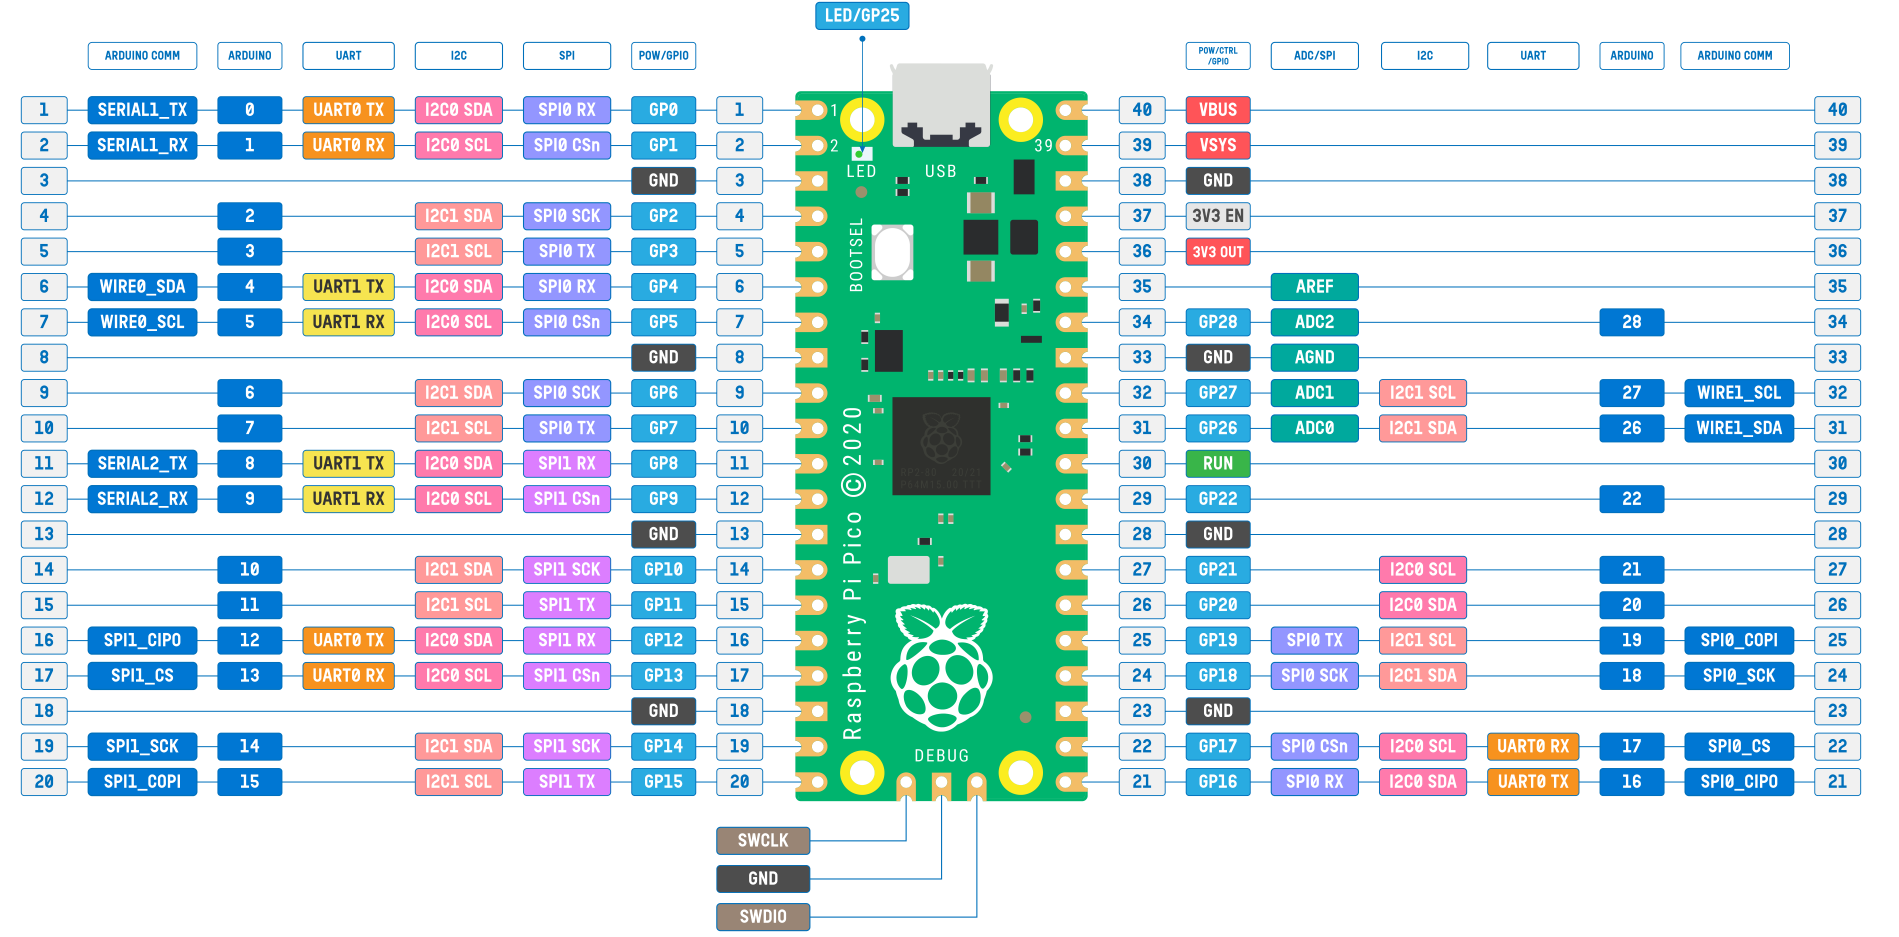 LED/GP25
ARDUINO COMM ARDUINO UART I2C SPI POW/GPIO POW/CTRL /GPIO ADC/SPI I2C UART ARDUINO ARDUINO COMM
1 SERIAL1_TX 0 UART0 TX I2C0 SDA SPI0 RX GP0 1 1 40 VBUS 40
2 SERIAL1_RX 1 UART0 RX I2C0 SCL SPI0 CSn GP1 2 2 39 39 VSYS 39
LED USB
3 GND 3 38 GND 38
4 2 I2C1 SDA SPI0 SCK GP2 4 37 3V3 EN 37
5 3 I2C1 SCL SPI0 TX GP3 5 36 3V3 OUT 36
BOOTSEL
6 WIRE0_SDA 4 UART1 TX I2C0 SDA SPI0 RX GP4 6 35 AREF 35
7 WIRE0_SCL 5 UART1 RX I2C0 SCL SPI0 CSn GP5 7 34 GP28 ADC2 28 34
8 GND 8 33 GND AGND 33
9 6 I2C1 SDA SPI0 SCK GP6 9 32 GP27 ADC1 I2C1 SCL 27 WIRE1_SCL 32
10 7 I2C1 SCL SPI0 TX GP7 10 31 GP26 ADC0 I2C1 SDA 26 WIRE1_SDA 31
11 SERIAL2_TX 8 UART1 TX I2C0 SDA SPI1 RX GP8 11 30 RUN 30
12 SERIAL2_RX 9 UART1 RX I2C0 SCL SPI1 CSn GP9 12 29 GP22 22 29
13 GND 13 28 GND 28
14 10 I2C1 SDA SPI1 SCK GP10 14 27 GP21 I2C0 SCL 21 27
15 11 I2C1 SCL SPI1 TX GP11 15 26 GP20 I2C0 SDA 20 26
Raspberry Pi Pico ©2020
16 SPI1_CIPO 12 UART0 TX I2C0 SDA SPI1 RX GP12 16 25 GP19 SPI0 TX I2C1 SCL 19 SPI0_COPI 25
17 SPI1_CS 13 UART0 RX I2C0 SCL SPI1 CSn GP13 17 24 GP18 SPI0 SCK I2C1 SDA 18 SPI0_SCK 24
18 GND 18 23 GND 23
19 SPI1_SCK 14 I2C1 SDA SPI1 SCK GP14 19 22 GP17 SPI0 CSn I2C0 SCL UART0 RX 17 SPI0_CS 22
DEBUG
20 SPI1_COPI 15 I2C1 SCL SPI1 TX GP15 20 21 GP16 SPI0 RX I2C0 SDA UART0 TX 16 SPI0_CIPO 21
SWCLK
GND
SWDIO